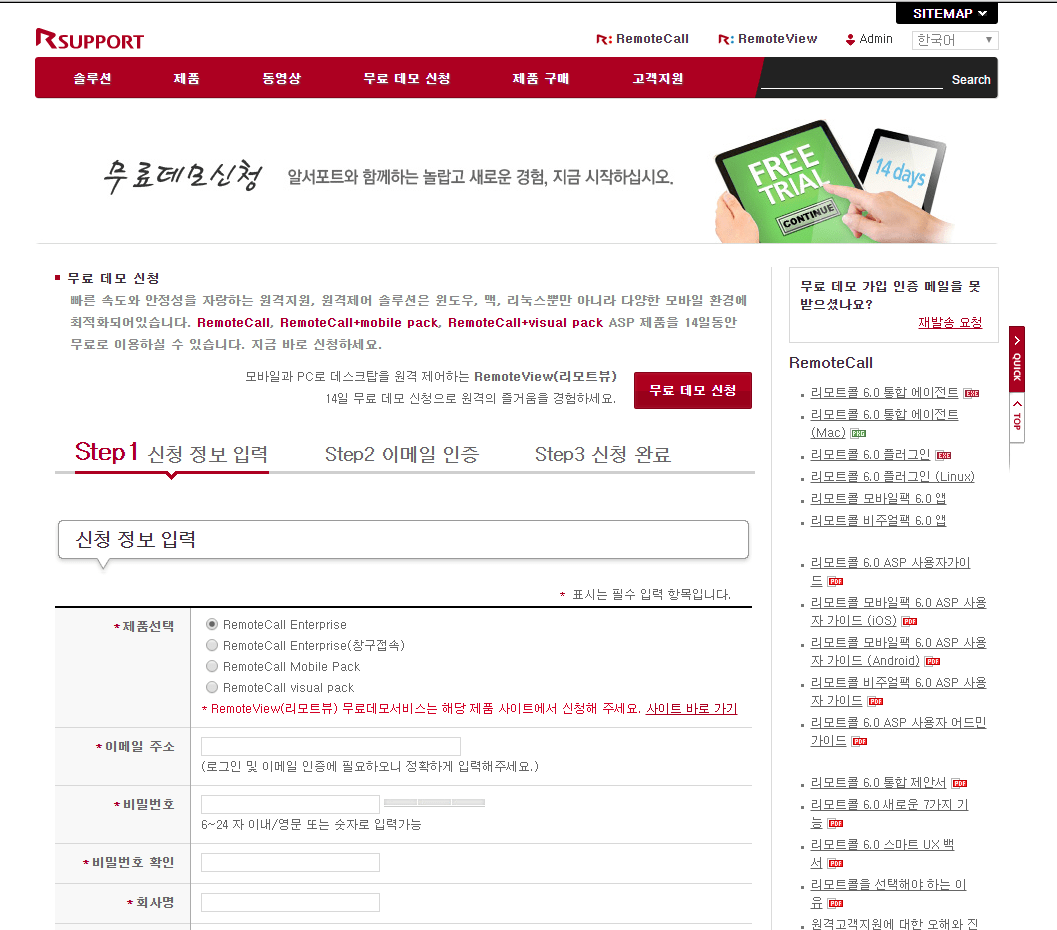 SITEMAP
RSUPPORT
RemoteCall
RemoteView
Admin
한국어
솔루션
제품
동영상
무료 데모 신청
제품 구매
고객지원
Search
무료데모신청
알서포트와 함께하는 놀랍고 새로운 경험, 지금 시작하십시오.
FREE
TRIAL
CONTINUE
14 days
무료 데모 신청
빠른 속도와 안정성을 자랑하는 원격지원, 원격제어 솔루션은 윈도우, 맥, 리눅스뿐만 아니라 다양한 모바일 환경에
최적화되어있습니다. RemoteCall, RemoteCall+mobile pack, RemoteCall+visual pack ASP 제품을 14일동안
무료로 이용하실 수 있습니다. 지금 바로 신청하세요.
모바일과 PC로 데스크탑을 원격 제어하는 RemoteView(리모트뷰)
14일 무료 데모 신청으로 원격의 즐거움을 경험하세요.
무료 데모 신청
Step1 신청 정보 입력
Step2 이메일 인증
Step3 신청 완료
신청 정보 입력
* 표시는 필수 입력 항목입니다.
*제품선택
RemoteCall Enterprise
RemoteCall Enterprise(창구접속)
RemoteCall Mobile Pack
RemoteCall visual pack
* RemoteView(리모트뷰) 무료데모서비스는 해당 제품 사이트에서 신청해 주세요. 사이트 바로 가기
*이메일 주소
(로그인 및 이메일 인증에 필요하오니 정확하게 입력해주세요.)
*비밀번호
6~24 자 이내/영문 또는 숫자로 입력가능
*비밀번호 확인
*회사명
무료 데모 가입 인증 메일을 못
받으셨나요?
재발송 요청
RemoteCall
리모트콜 6.0 통합 에이전트 EXE
리모트콜 6.0 통합 에이전트
(Mac) PKG
리모트콜 6.0 플러그인 EXE
리모트콜 6.0 플러그인 (Linux)
리모트콜 모바일팩 6.0 앱
리모트콜 비주얼팩 6.0 앱
리모트콜 6.0 ASP 사용자가이
드 PDF
리모트콜 모바일팩 6.0 ASP 사용
자 가이드 (iOS) PDF
리모트콜 모바일팩 6.0 ASP 사용
자 가이드 (Android) PDF
리모트콜 비주얼팩 6.0 ASP 사용
자 가이드 PDF
리모트콜 6.0 ASP 사용자 어드민
가이드 PDF
리모트콜 6.0 통합 제안서 PDF
리모트콜 6.0 새로운 7가지 기
능 PDF
리모트콜 6.0 스마트 UX 백
서 PDF
리모트콜을 선택해야 하는 이
유 PDF
원격고객지원에 대한 오해와 진
QUICK
TOP